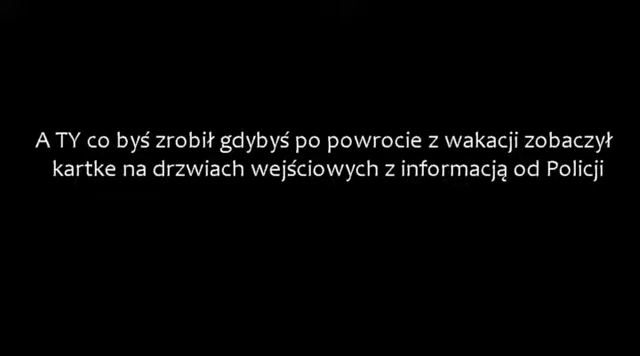 A TY co byś zrobił gdybyś po powrocie z wakacji zobaczył
kartke na drzwiach wejściowych z informacją od Policji